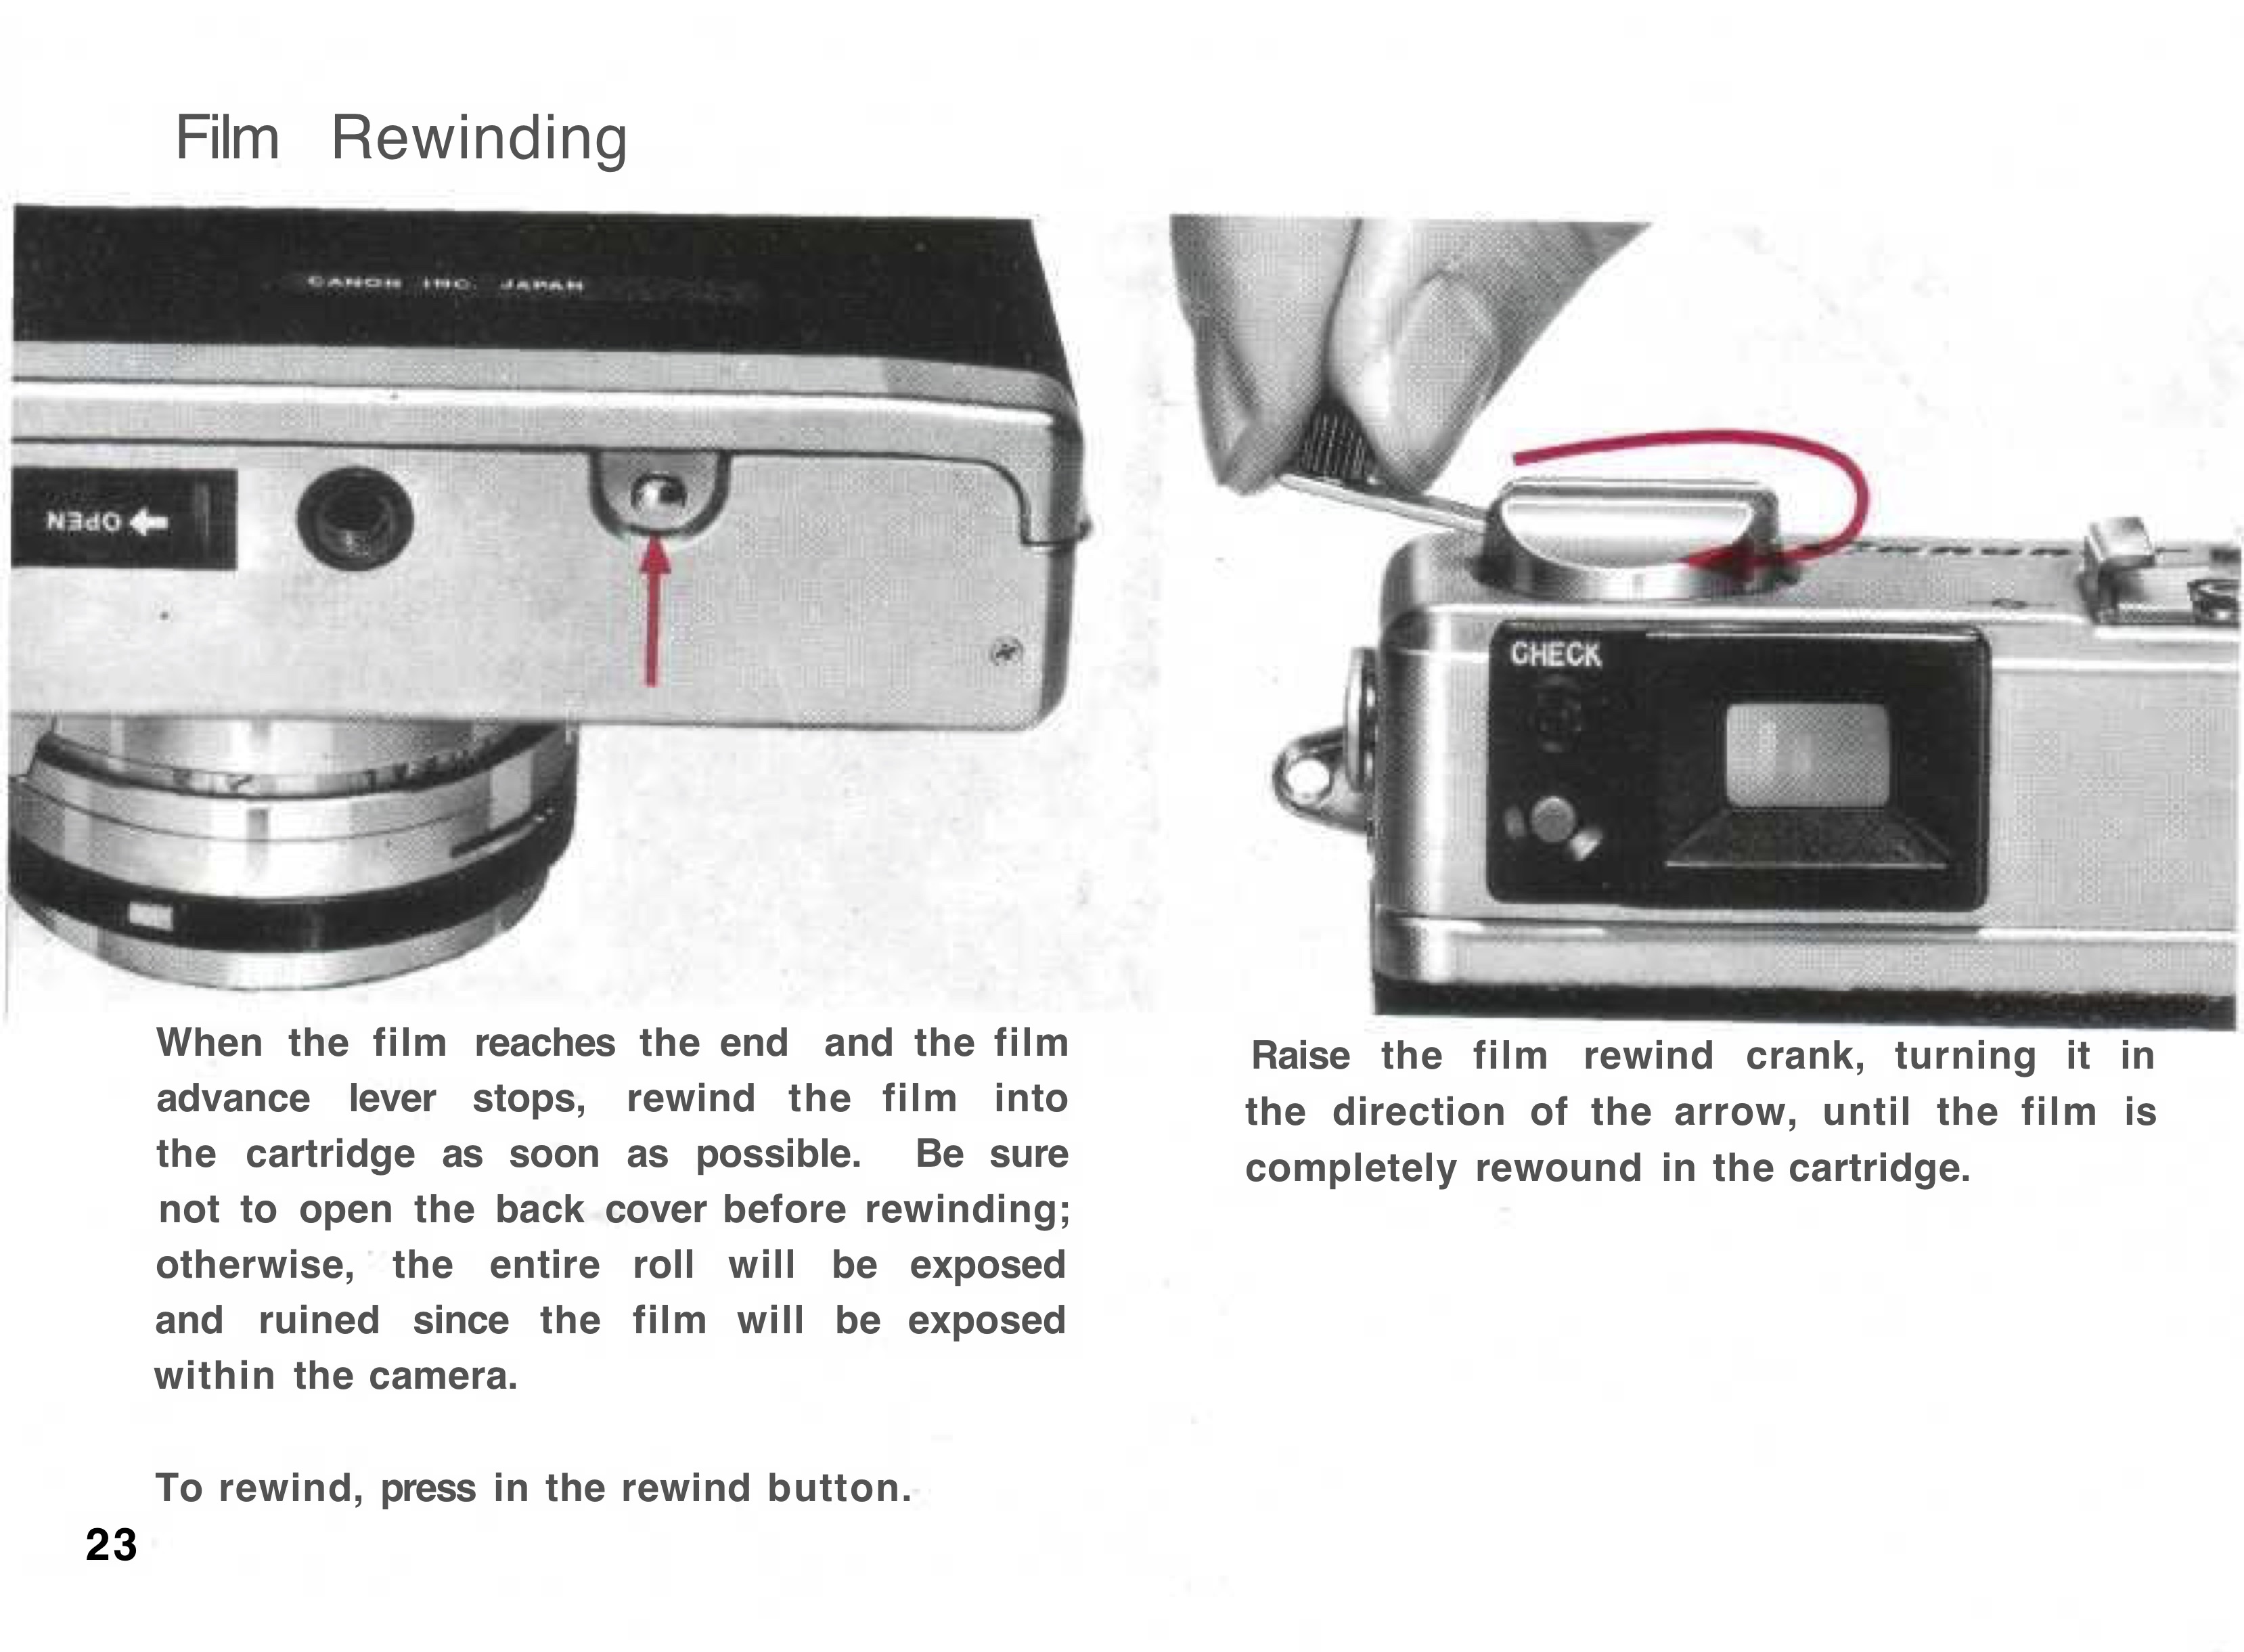 Film Rewinding
CANON INC. JAPAN
OPEN
CHECK
When the film reaches the end and the film
advance lever stops, rewind the film into
the cartridge as soon as possible. Be sure
not to open the back cover before rewinding;
otherwise, the entire roll will be exposed
and ruined since the film will be exposed
within the camera.
To rewind, press in the rewind button.
23
Raise the film rewind crank, turning it in
the direction of the arrow, until the film is
completely rewound in the cartridge.